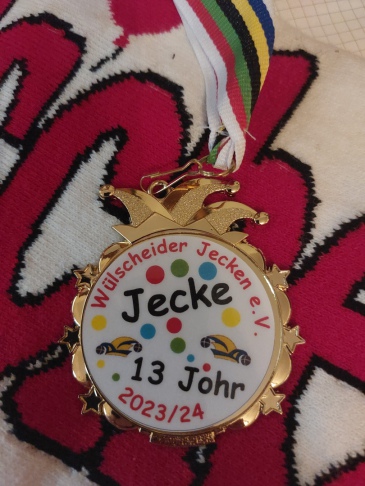 Wülscheider Jecken e.V.
Jecke
13 Johr
2023/24